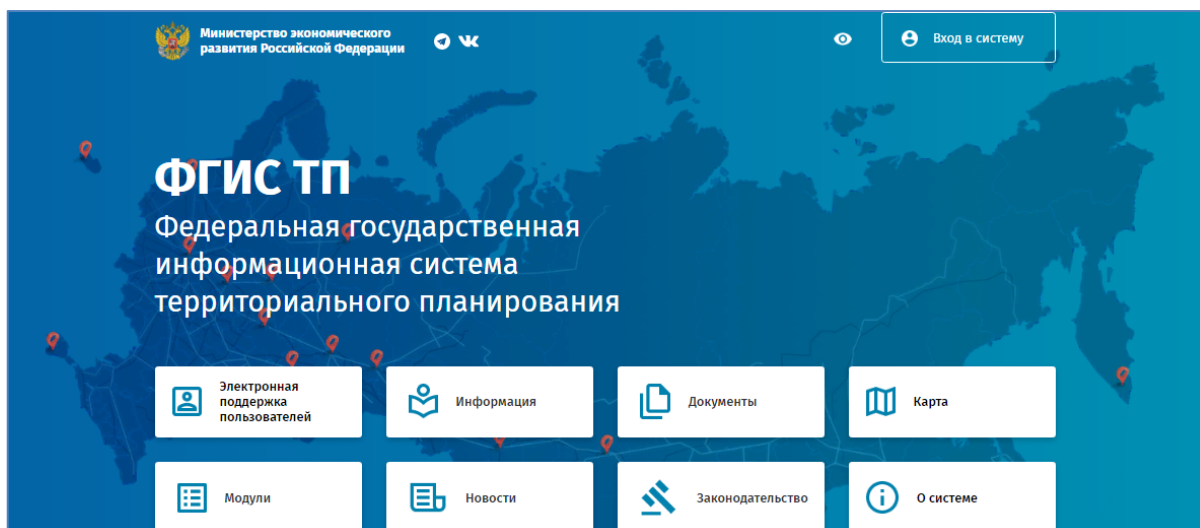 Министерство экономического
развития Российской Федерации
Вход в систему
ФГИС ТП
Федеральная государственная
информационная система
территориального планирования
Электронная
поддержка
пользователей
Информация
Документы
Карта
Модули
Новости
Законодательство
О системе